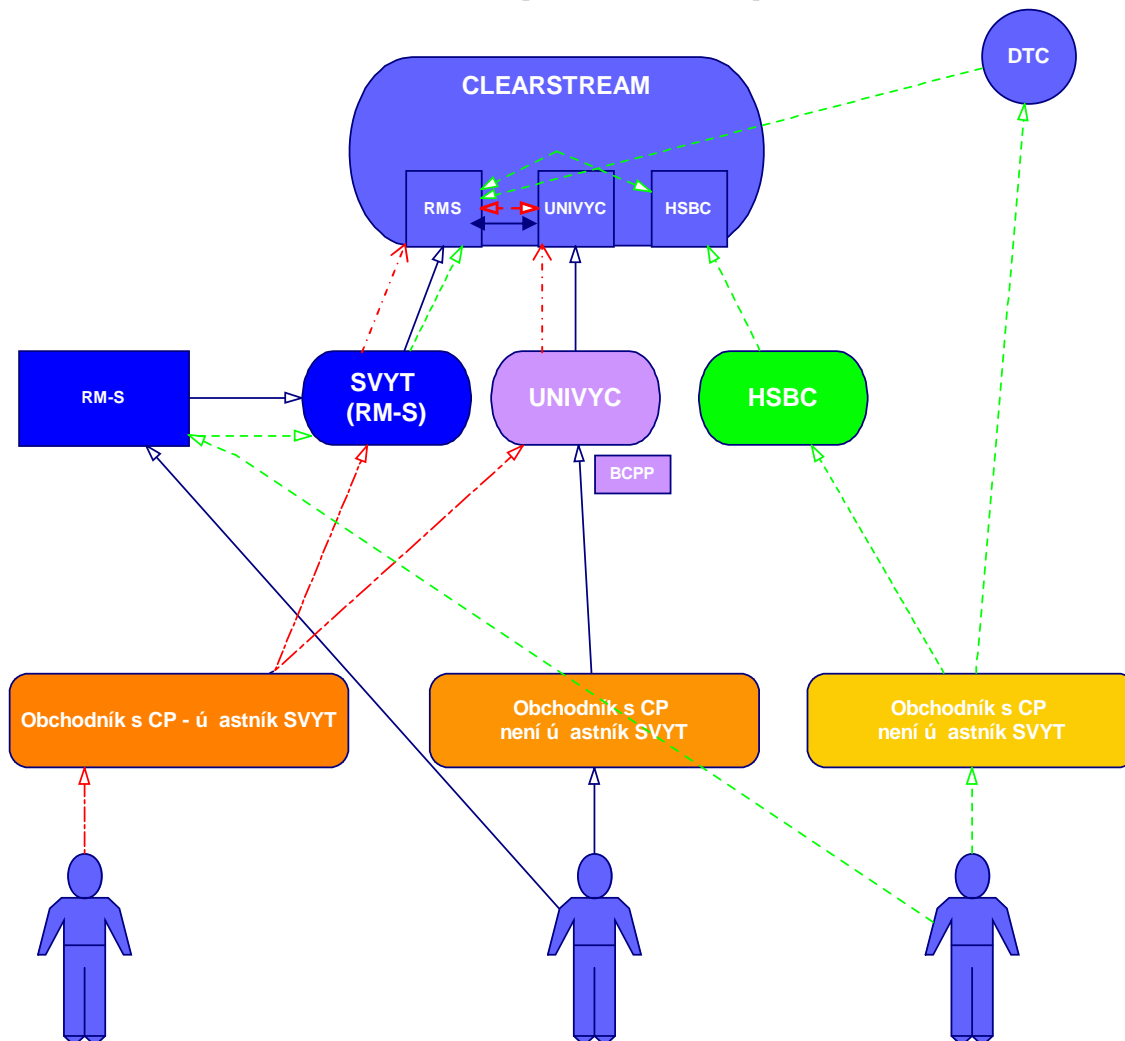 CLEARSTREAM
DTC
RMS
UNIVYC
HSBC
RM-S
SVYT
(RM-S)
UNIVYC
HSBC
BCPP
Obchodník s CP - ú astník SVYT
Obchodník s CP
není ú astník SVYT
Obchodník s CP
není ú astník SVYT